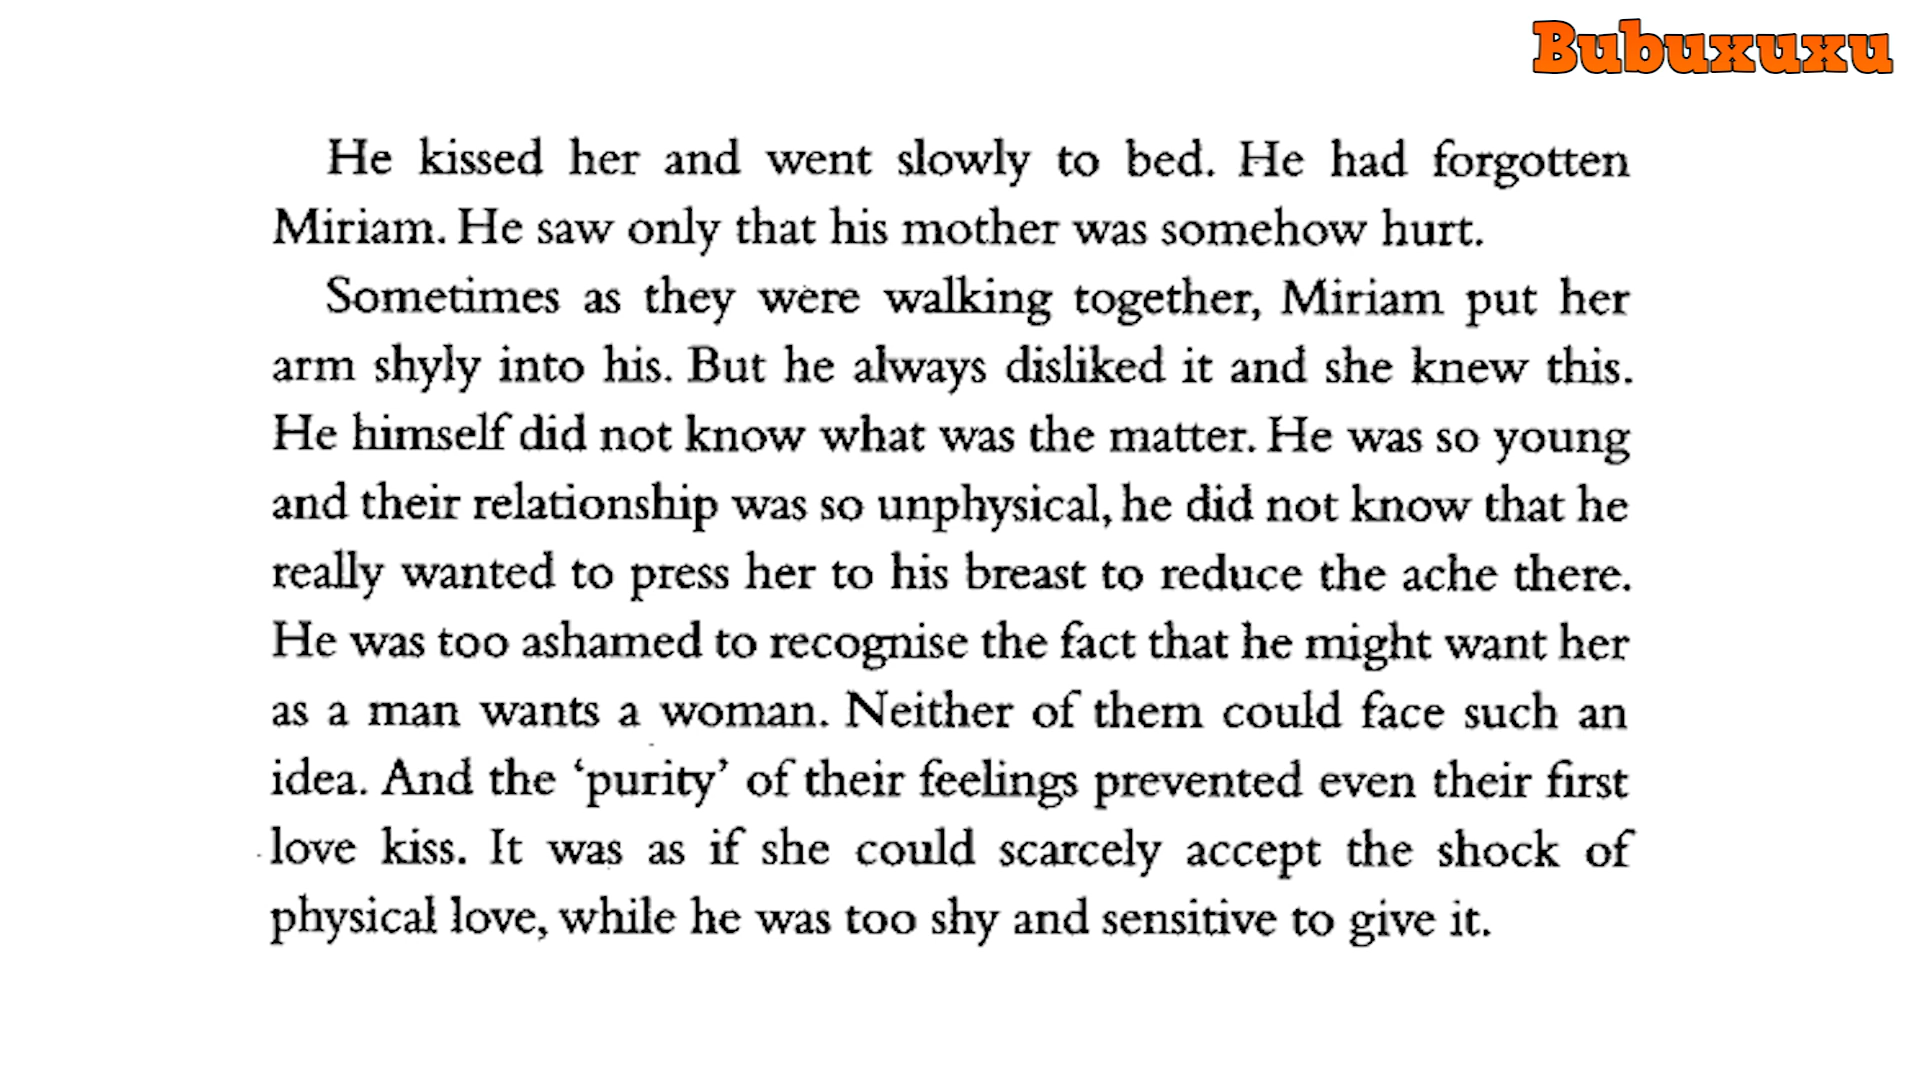 Bubuxuxu
He kissed her and went slowly to bed. He had forgotten
Miriam. He saw only that his mother was somehow hurt.
Sometimes as they were walking together, Miriam put her
arm shyly into his. But he always disliked it and she knew this.
He himself did not know what was the matter. He was so young
and their relationship was so unphysical, he did not know that he
really wanted to press her to his breast to reduce the ache there.
He was too ashamed to recognise the fact that he might want her
as a man wants a woman. Neither of them could face such an
idea. And the ‘purity’ of their feelings prevented even their first
love kiss. It was as if she could scarcely accept the shock of
physical love, while he was too shy and sensitive to give it.